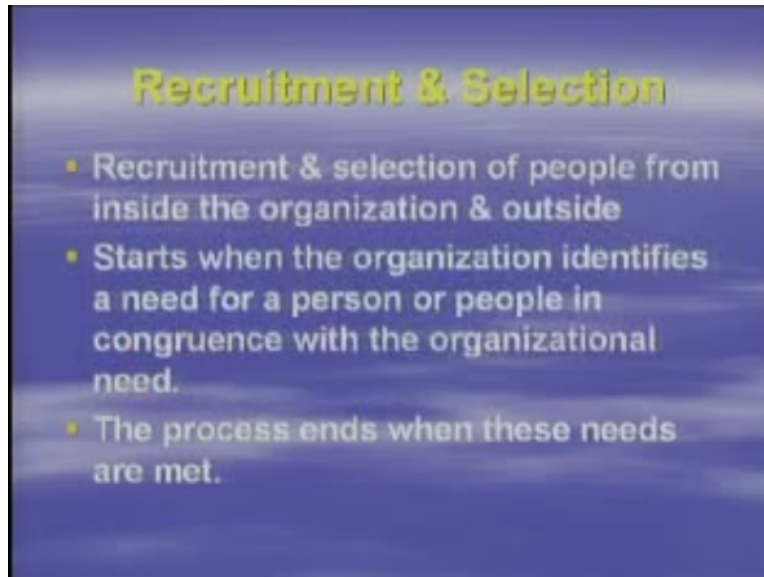 Recruitment & Selection
▪ Recruitment & selection of people from
inside the organization & outside
▪ Starts when the organization identifies
a need for a person or people in
congruence with the organizational
need.
▪ The process ends when these needs
are met.